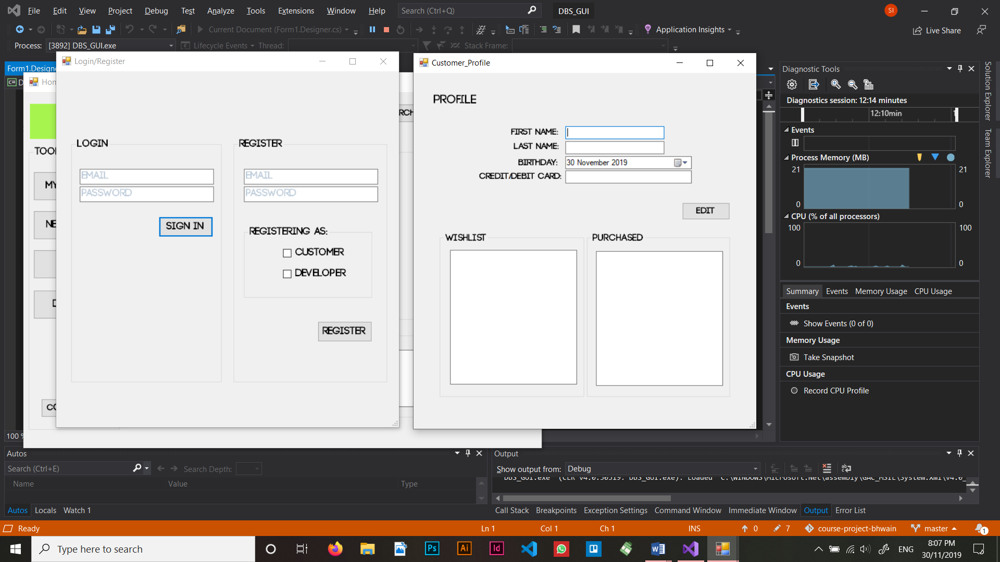 File Edit View Project Debug Test Analyze Tools Extensions Window Help Search (Ctrl+Q) DBS_GUI SI
Current Document (Form1.Designer.cs) Application Insights Live Share
Process: [3892] DBS_GUI.exe Lifecycle Events Thread: Stack Frame:
Form1.Designe
Login/Register
LOGIN
EMAIL
PASSWORD
SIGN IN
REGISTER
EMAIL
PASSWORD
REGISTERING AS:
CUSTOMER
DEVELOPER
REGISTER
Customer_Profile
PROFILE
FIRST NAME:
LAST NAME:
BIRTHDAY: 30 November 2019
CREDIT/DEBIT CARD:
EDIT
WISHLIST
PURCHASED
Diagnostic Tools
Diagnostics session: 12:14 minutes
12:10min
Events
Process Memory (MB)
21 21
0 0
CPU (% of all processors)
100 100
0 0
Summary Events Memory Usage CPU Usage
Events
Show Events (0 of 0)
Memory Usage
Take Snapshot
CPU Usage
Record CPU Profile
Solution Explorer
Team Explorer
100 %
Autos
Search (Ctrl+E) Search Depth:
Name Value Type
Autos Locals Watch 1
Output
Show output from: Debug
'DBS_GUI.exe' (CLR v4.0.30319: DBS_GUI.exe): Loaded 'C:\WINDOWS\Microsoft.Net\assembly\GAC_MSIL\System.Xml\v4.0_
Call Stack Breakpoints Exception Settings Command Window Immediate Window Output Error List
Ready Ln 1 Col 1 Ch 1 INS 0 7 course-project-bhwain master 1
Type here to search
ENG
8:07 PM
30/11/2019